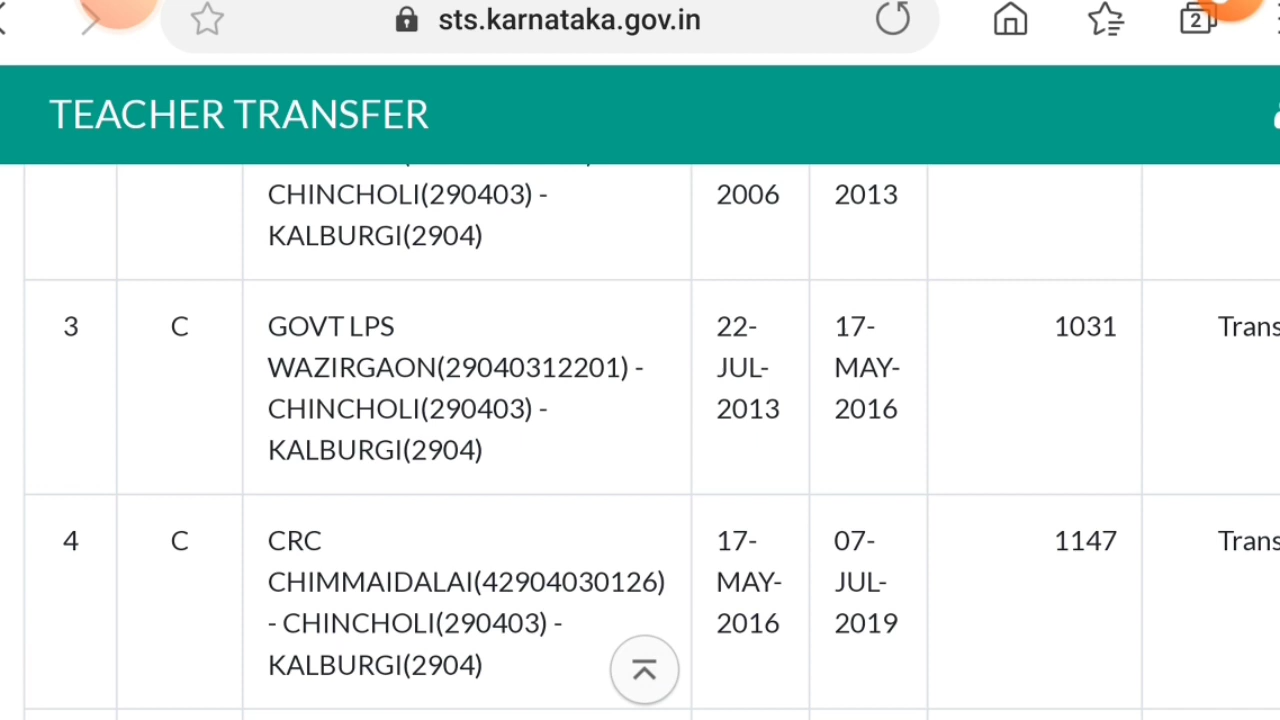 sts.karnataka.gov.in
2
TEACHER TRANSFER
CHINCHOLI(290403) -
KALBURGI(2904)
2006
2013
3
C
GOVT LPS
WAZIRGAON(29040312201) -
CHINCHOLI(290403) -
KALBURGI(2904)
22-
JUL-
2013
17-
MAY-
2016
1031
Trans
4
C
CRC
CHIMMAIDALAI(42904030126)
- CHINCHOLI(290403) -
KALBURGI(2904)
17-
MAY-
2016
07-
JUL-
2019
1147
Trans